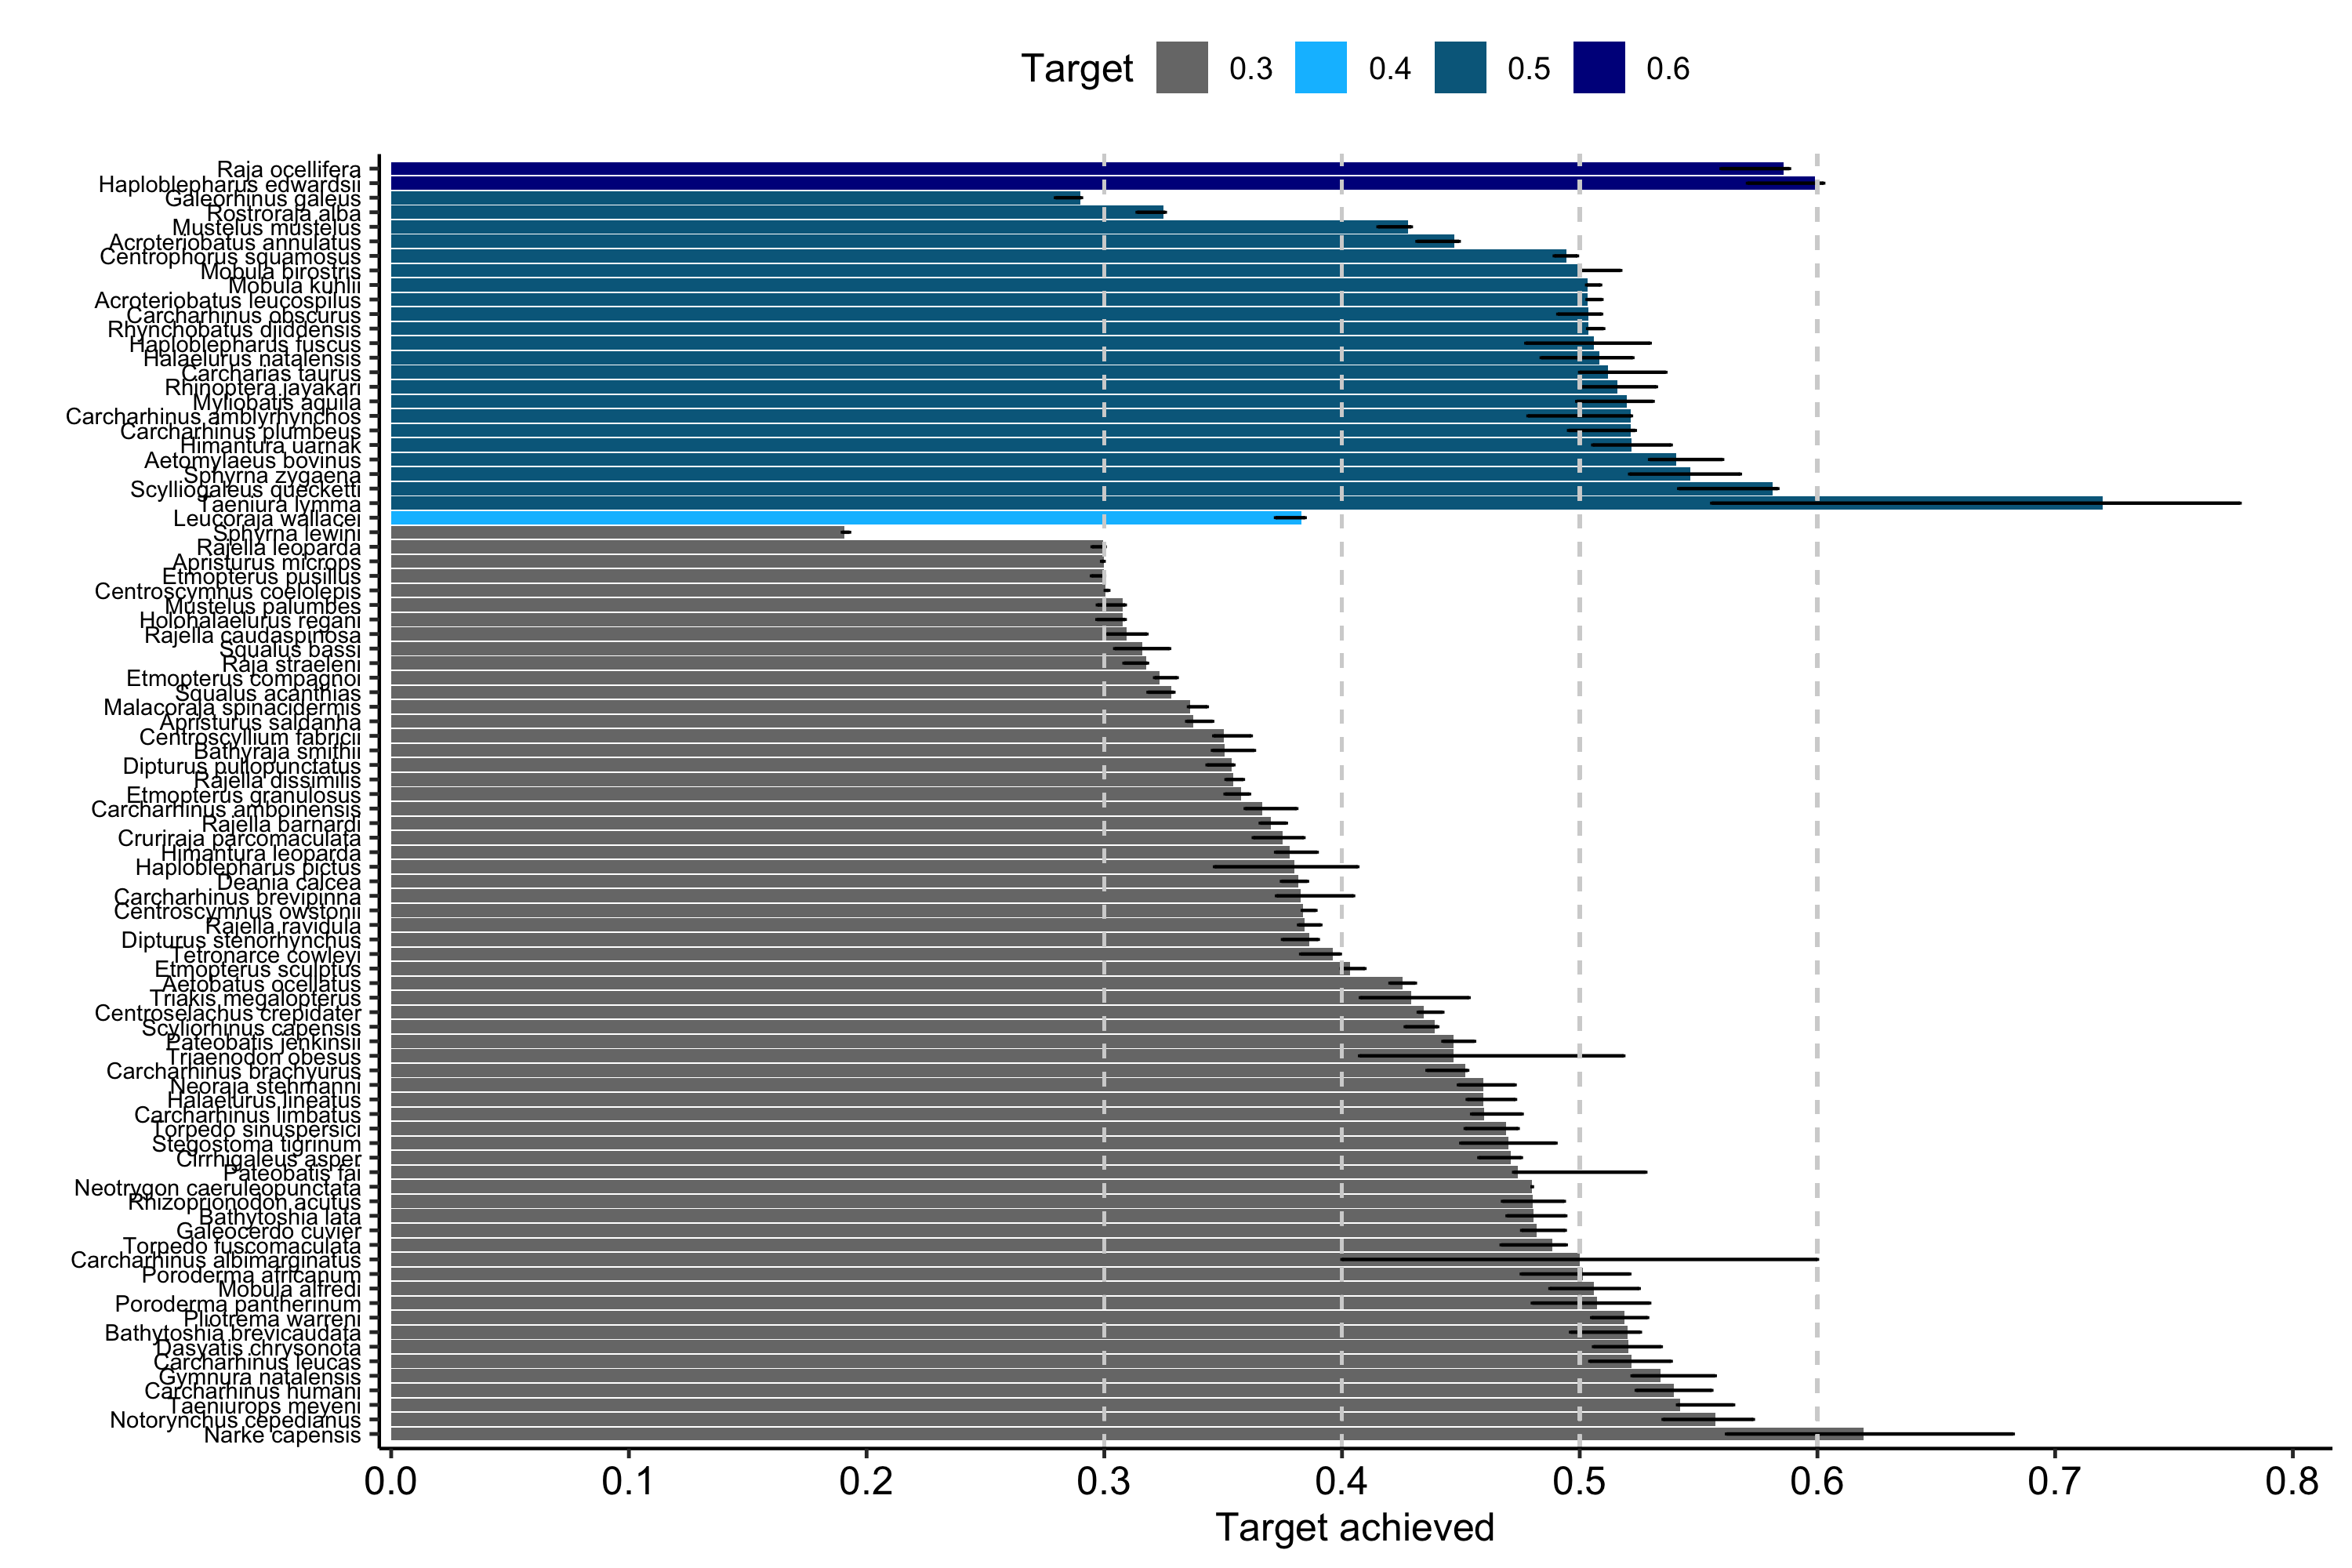 Target 0.3 0.4 0.5 0.6
Raja ocellifera
Haploblepharus edwardsii
Galeorhinus galeus
Rostroraja alba
Mustelus mustelus
Acroteriobatus annulatus
Centrophorus squamosus
Mobula birostris
Mobula kuhlii
Acroteriobatus leucospilus
Carcharhinus obscurus
Rhynchobatus djiddensis
Haploblepharus fuscus
Halaelurus natalensis
Carcharias taurus
Rhinoptera jayakari
Myliobatis aquila
Carcharhinus amblyrhynchos
Carcharhinus plumbeus
Himantura uarnak
Aetomylaeus bovinus
Sphyrna zygaena
Scylliogaleus quecketti
Taeniura lymma
Leucoraja wallacei
Sphyrna lewini
Rajella leoparda
Apristurus microps
Etmopterus pusillus
Centroscymnus coelolepis
Mustelus palumbes
Holohalaelurus regani
Rajella caudaspinosa
Squalus bassi
Raja straeleni
Etmopterus compagnoi
Squalus acanthias
Malacoraja spinacidermis
Apristurus saldanha
Centroscyllium fabricii
Bathyraja smithii
Dipturus pullopunctatus
Rajella dissimilis
Etmopterus granulosus
Carcharhinus amboinensis
Rajella barnardi
Cruriraja parcomaculata
Himantura leoparda
Haploblepharus pictus
Deania calcea
Carcharhinus brevipinna
Centroscymnus owstonii
Rajella ravidula
Dipturus stenorhynchus
Tetronarce cowleyi
Etmopterus sculptus
Aetobatus ocellatus
Triakis megalopterus
Centroselachus crepidater
Scyliorhinus capensis
Pateobatis jenkinsii
Triaenodon obesus
Carcharhinus brachyurus
Neoraja stehmanni
Halaelurus lineatus
Carcharhinus limbatus
Torpedo sinuspersici
Stegostoma tigrinum
Cirrhigaleus asper
Pateobatis fai
Neotrygon caeruleopunctata
Rhizoprionodon acutus
Bathytoshia lata
Galeocerdo cuvier
Torpedo fuscomaculata
Carcharhinus albimarginatus
Poroderma africanum
Mobula alfredi
Poroderma pantherinum
Pliotrema warreni
Bathytoshia brevicaudata
Dasyatis chrysonota
Carcharhinus leucas
Gymnura natalensis
Carcharhinus humani
Taeniurops meyeni
Notorynchus cepedianus
Narke capensis
0.0 0.1 0.2 0.3 0.4 0.5 0.6 0.7 0.8
Target achieved